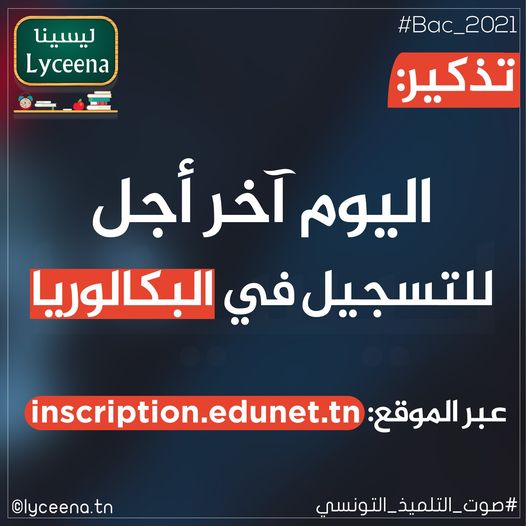 ليسينا
Lyceena
#Bac_2021
تذكير:
اليوم آخر أجل
للتسجيل في البكالوريا
عبر الموقع: inscription.edunet.tn
©lyceena.tn
#صوت_التلميذ_التونسي